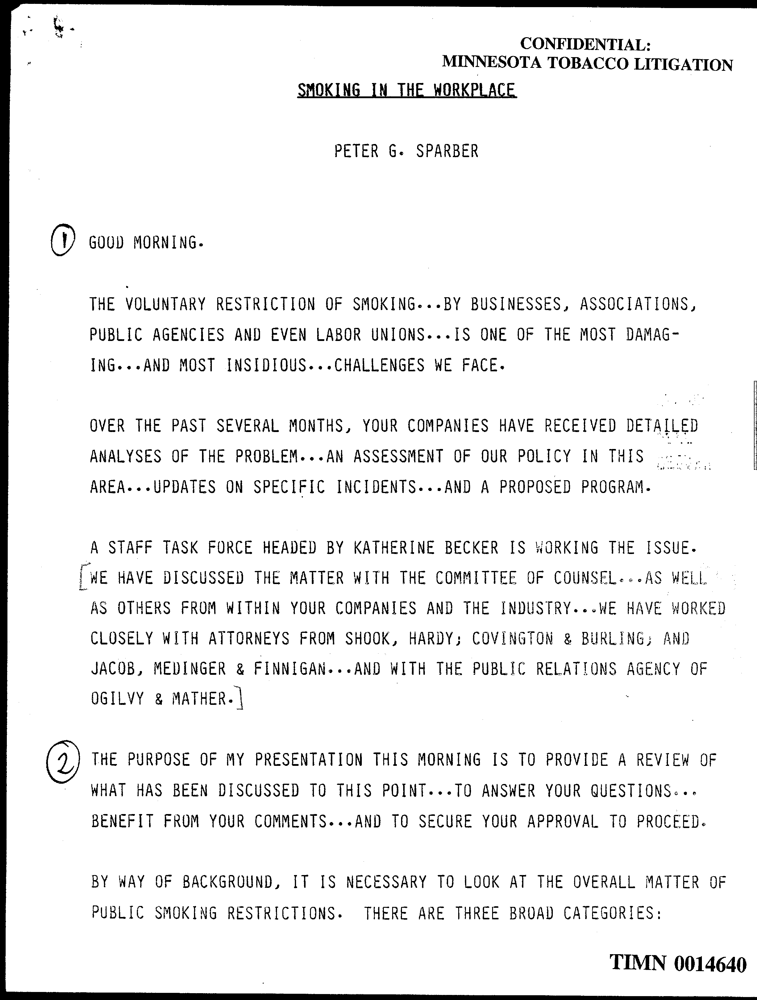 CONFIDENTIAL:
MINNESOTA TOBACCO LITIGATION
SMOKING IN THE WORKPLACE
PETER G. SPARBER
1 GOOD MORNING.
THE VOLUNTARY RESTRICTION OF SMOKING...BY BUSINESSES, ASSOCIATIONS,
PUBLIC AGENCIES AND EVEN LABOR UNIONS...IS ONE OF THE MOST DAMAG-
ING...AND MOST INSIDIOUS...CHALLENGES WE FACE.
OVER THE PAST SEVERAL MONTHS, YOUR COMPANIES HAVE RECEIVED DETAILED
ANALYSES OF THE PROBLEM...AN ASSESSMENT OF OUR POLICY IN THIS
AREA...UPDATES ON SPECIFIC INCIDENTS...AND A PROPOSED PROGRAM.
A STAFF TASK FORCE HEADED BY KATHERINE BECKER IS WORKING THE ISSUE.
[WE HAVE DISCUSSED THE MATTER WITH THE COMMITTEE OF COUNSEL...AS WELL
AS OTHERS FROM WITHIN YOUR COMPANIES AND THE INDUSTRY...WE HAVE WORKED
CLOSELY WITH ATTORNEYS FROM SHOOK, HARDY; COVINGTON & BURLING; AND
JACOB, MEDINGER & FINNIGAN...AND WITH THE PUBLIC RELATIONS AGENCY OF
OGILVY & MATHER.]
2 THE PURPOSE OF MY PRESENTATION THIS MORNING IS TO PROVIDE A REVIEW OF
WHAT HAS BEEN DISCUSSED TO THIS POINT...TO ANSWER YOUR QUESTIONS...
BENEFIT FROM YOUR COMMENTS...AND TO SECURE YOUR APPROVAL TO PROCEED.
BY WAY OF BACKGROUND, IT IS NECESSARY TO LOOK AT THE OVERALL MATTER OF
PUBLIC SMOKING RESTRICTIONS. THERE ARE THREE BROAD CATEGORIES:
TIMN 0014640